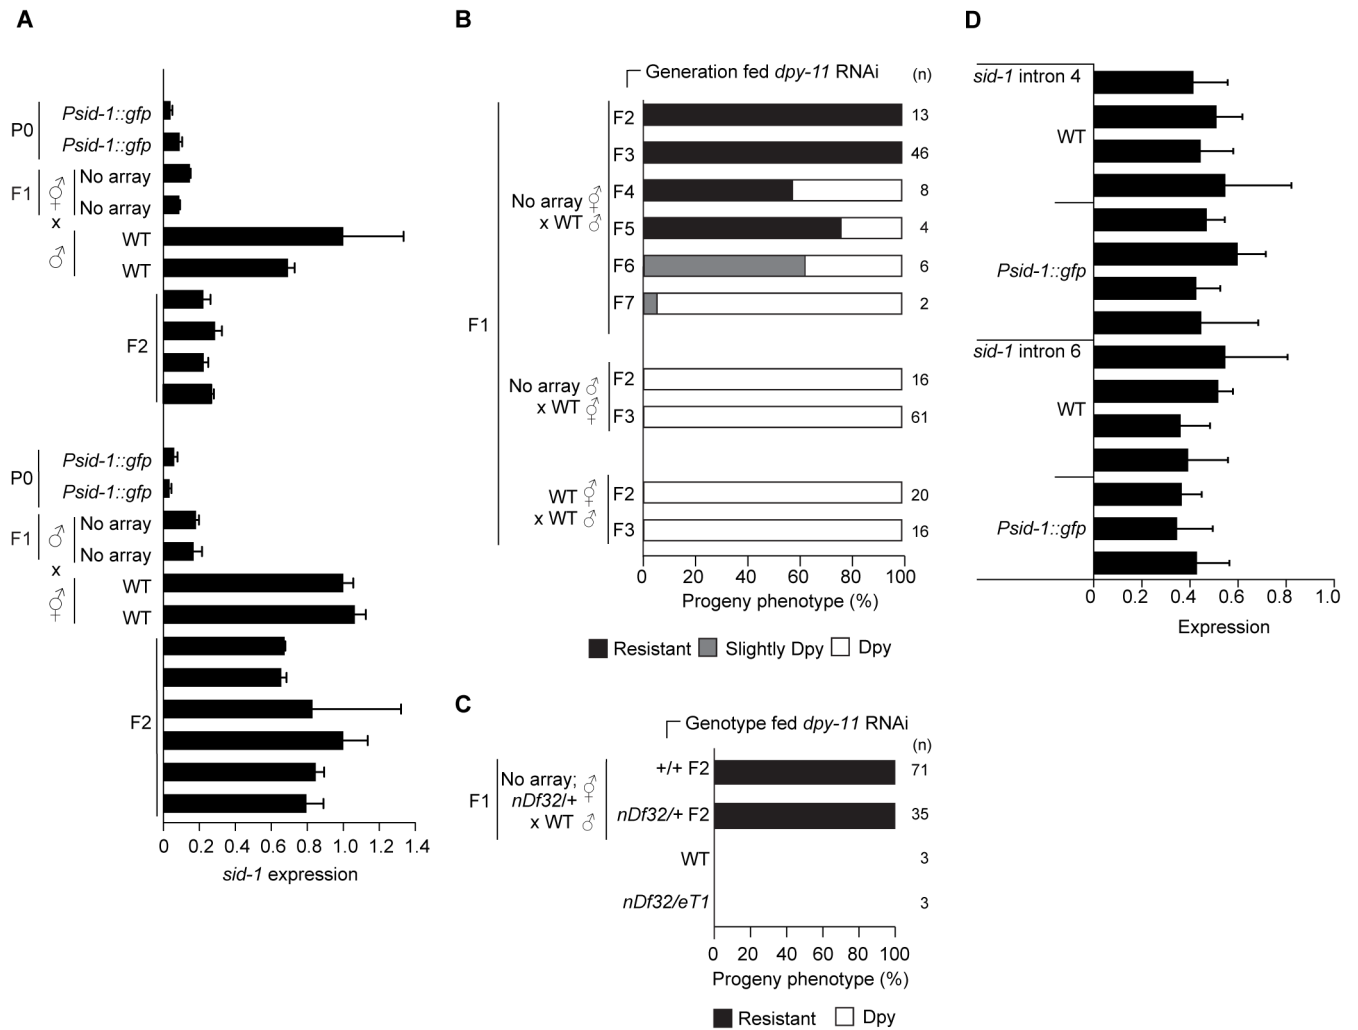 A
P0
Psid-1::gfp
Psid-1::gfp
F1
⚥
No array
No array
x
♂
WT
WT
F2
P0
Psid-1::gfp
Psid-1::gfp
F1
♂
No array
No array
x
⚥
WT
WT
F2
0 0.2 0.4 0.6 0.8 1.0 1.2 1.4
sid-1 expression
B
Generation fed dpy-11 RNAi (n)
F1
No array ⚥
x WT ♂
F2 13
F3 46
F4 8
F5 4
F6 6
F7 2
No array ♂
x WT ⚥
F2 16
F3 61
WT ⚥
x WT ♂
F2 20
F3 16
0 20 40 60 80 100
Progeny phenotype (%)
Resistant Slightly Dpy Dpy
C
Genotype fed dpy-11 RNAi
(n)
F1
No array; ⚥
nDf32/+
x WT ♂
+/+ F2 71
nDf32/+ F2 35
WT 3
nDf32/eT1 3
0 20 40 60 80 100
Progeny phenotype (%)
Resistant Dpy
D
sid-1 intron 4
WT
Psid-1::gfp
sid-1 intron 6
WT
Psid-1::gfp
0 0.2 0.4 0.6 0.8 1.0
Expression